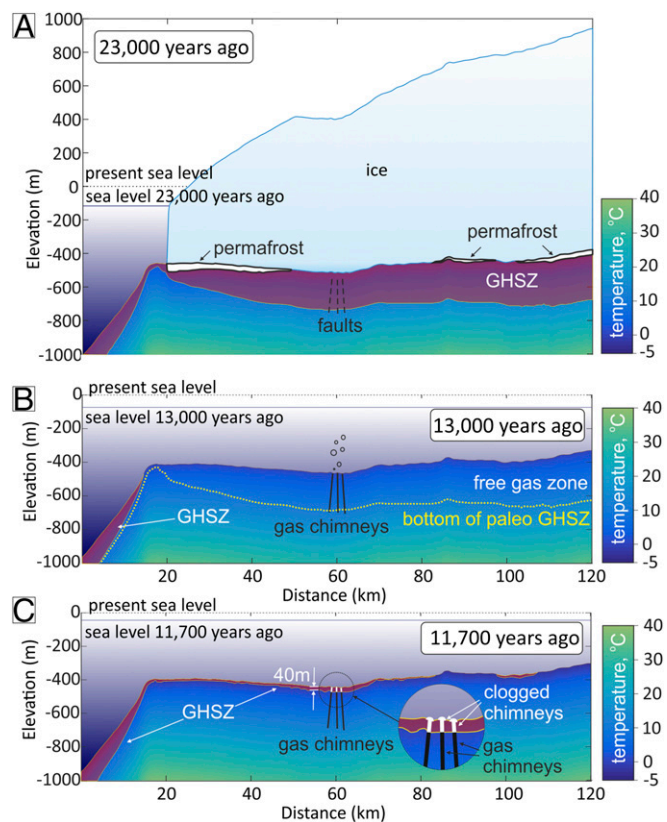 A
23,000 years ago
1000
800
600
400
200
0
-200
-400
-600
-800
-1000
Elevation (m)
present sea level
sea level 23,000 years ago
ice
permafrost
permafrost
GHSZ
faults
40
20
0
-5
temperature, °C
B
present sea level
sea level 13,000 years ago
13,000 years ago
0
-200
-400
-600
-800
-1000
Elevation (m)
free gas zone
GHSZ
gas chimneys
bottom of paleo GHSZ
20 40 60 80 100 120
Distance (km)
40
30
20
10
0
-5
temperature, °C
C
present sea level
sea level 11,700 years ago
11,700 years ago
0
-200
-400
-600
-800
-1000
Elevation (m)
40m
GHSZ
gas chimneys
clogged
chimneys
gas
chimneys
20 40 60 80 100 120
Distance (km)
40
30
20
10
0
-5
temperature, °C